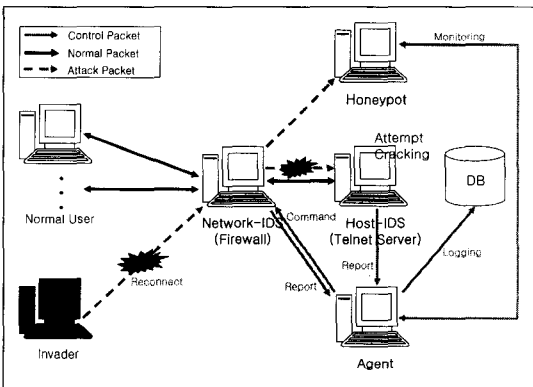 Control Packet
Normal Packet
Attack Packet
Monitoring
Honeypot
Attempt
Cracking
DB
Normal User
Network-IDS
(Firewall)
Command
Host-IDS
(Telnet Server)
Logging
Reconnect
Report
Report
Invader
Agent